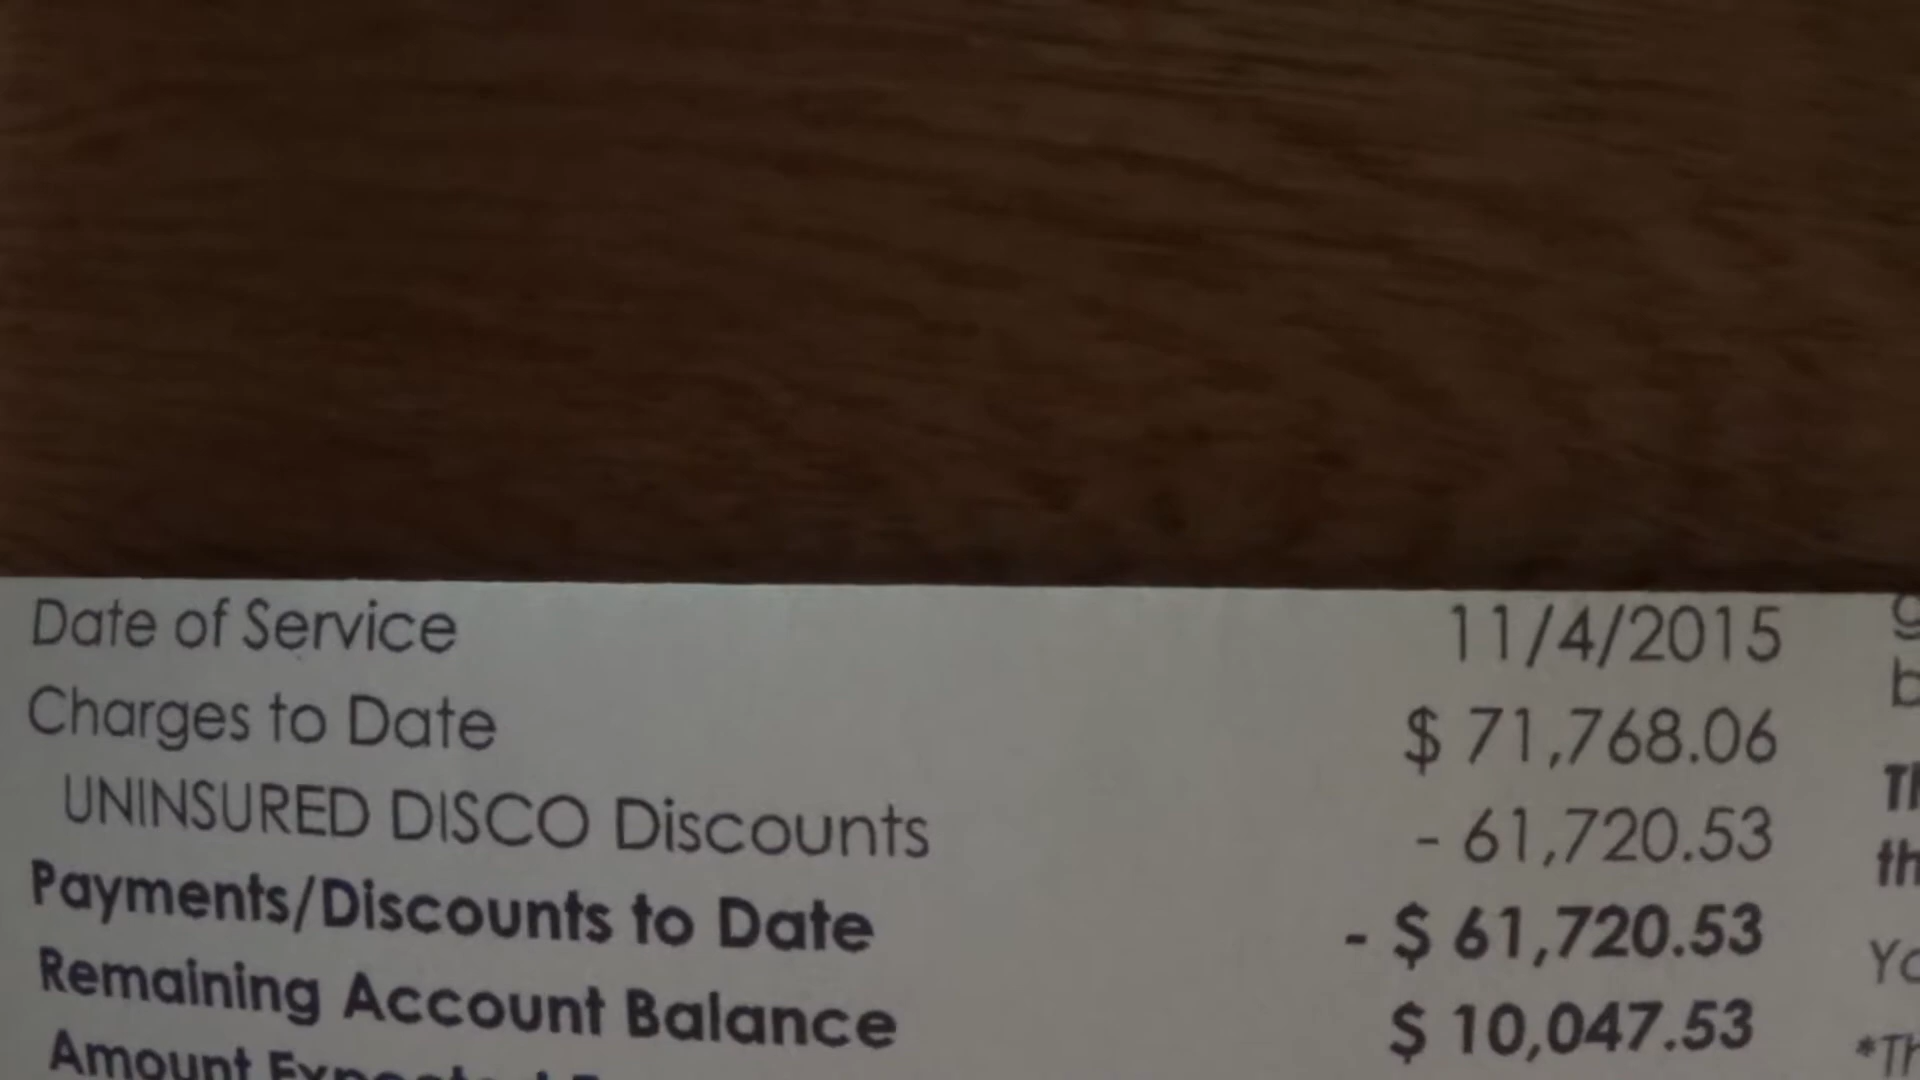 Date of Service 11/4/2015
Charges to Date $ 71,768.06
UNINSURED DISCO Discounts - 61,720.53
Payments/Discounts to Date - $ 61,720.53
Remaining Account Balance $ 10,047.53
Amount